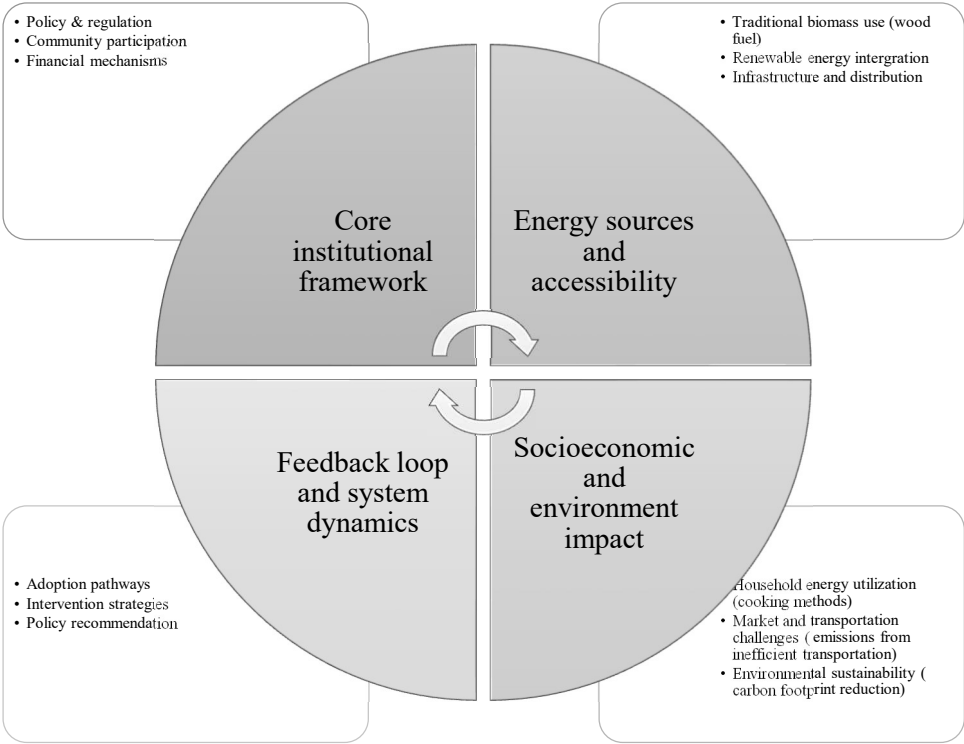 • Policy & regulation
• Community participation
• Financial mechanisms
• Traditional biomass use (wood
fuel)
• Renewable energy intergration
• Infrastructure and distribution
Core
institutional
framework
Energy sources
and
accessibility
Feedback loop
and system
dynamics
Socioeconomic
and
environment
impact
• Adoption pathways
• Intervention strategies
• Policy recommendation
• Household energy utilization
(cooking methods)
• Market and transportation
challenges ( emissions from
inefficient transportation)
• Environmental sustainability (
carbon footprint reduction)